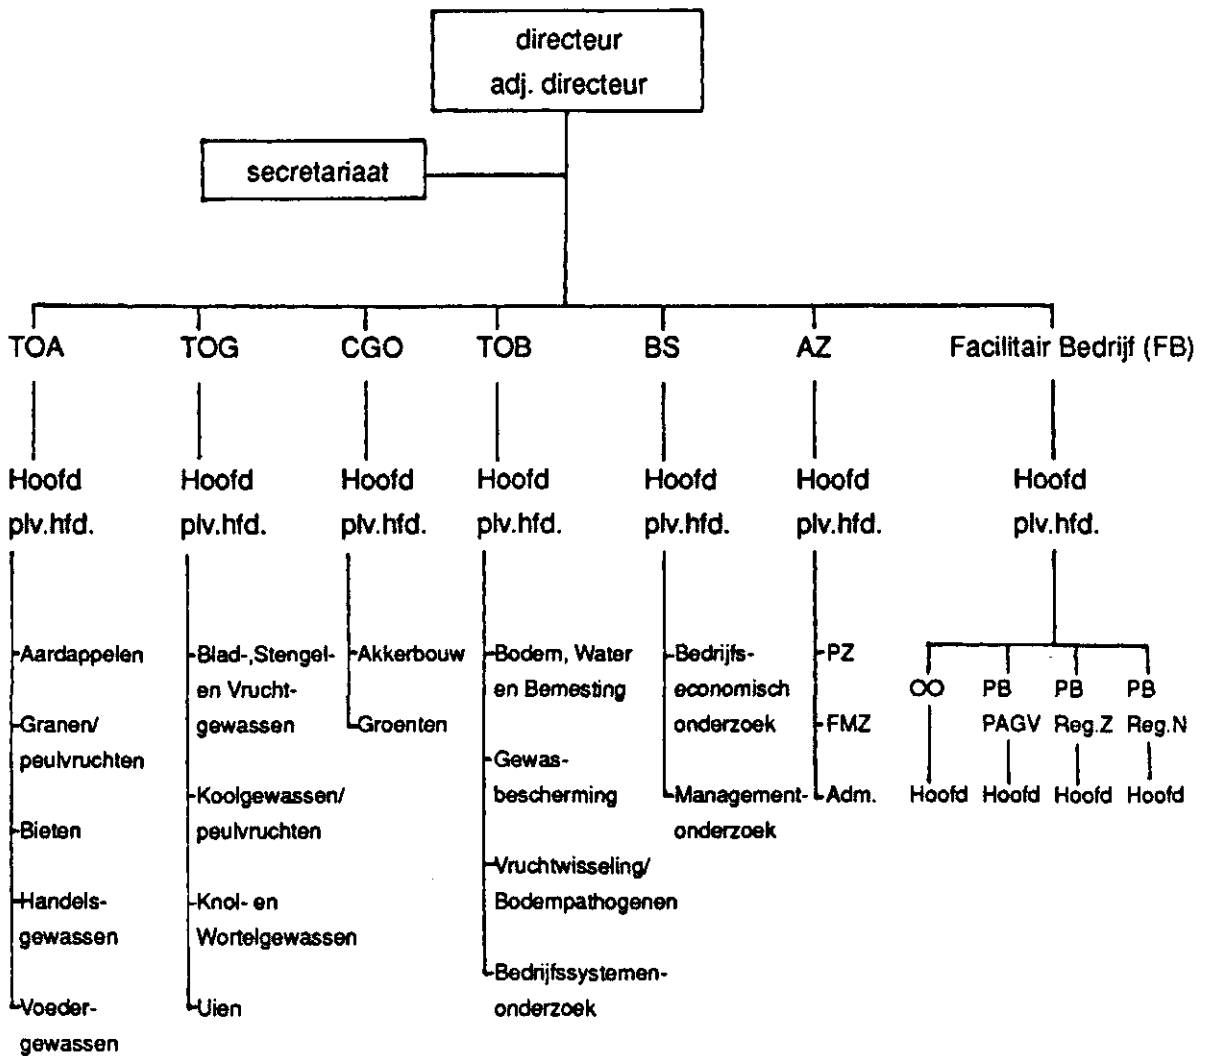 directeur
adj. directeur
secretariaat
TOA
TOG
CGO
TOB
BS
AZ
Facilitair Bedrijf (FB)
Hoofd
plv.hfd.
Hoofd
plv.hfd.
Hoofd
plv.hfd.
Hoofd
plv.hfd.
Hoofd
plv.hfd.
Hoofd
plv.hfd.
Hoofd
plv.hfd.
Aardappelen
Granen/
peulvruchten
Bieten
Handels-
gewassen
Voeder-
gewassen
Blad-,Stengel-
en Vrucht-
gewassen
Koolgewassen/
peulvruchten
Knol- en
Wortelgewassen
Uien
Akkerbouw
Groenten
Bodem, Water
en Bemesting
Gewas-
bescherming
Vruchtwisseling/
Bodempathogenen
Bedrijfssystemen-
onderzoek
Bedrijfs-
economisch
onderzoek
Management-
onderzoek
PZ
FMZ
Adm.
OO
Hoofd
PB
PAGV
Hoofd
PB
Reg.Z
Hoofd
PB
Reg.N
Hoofd